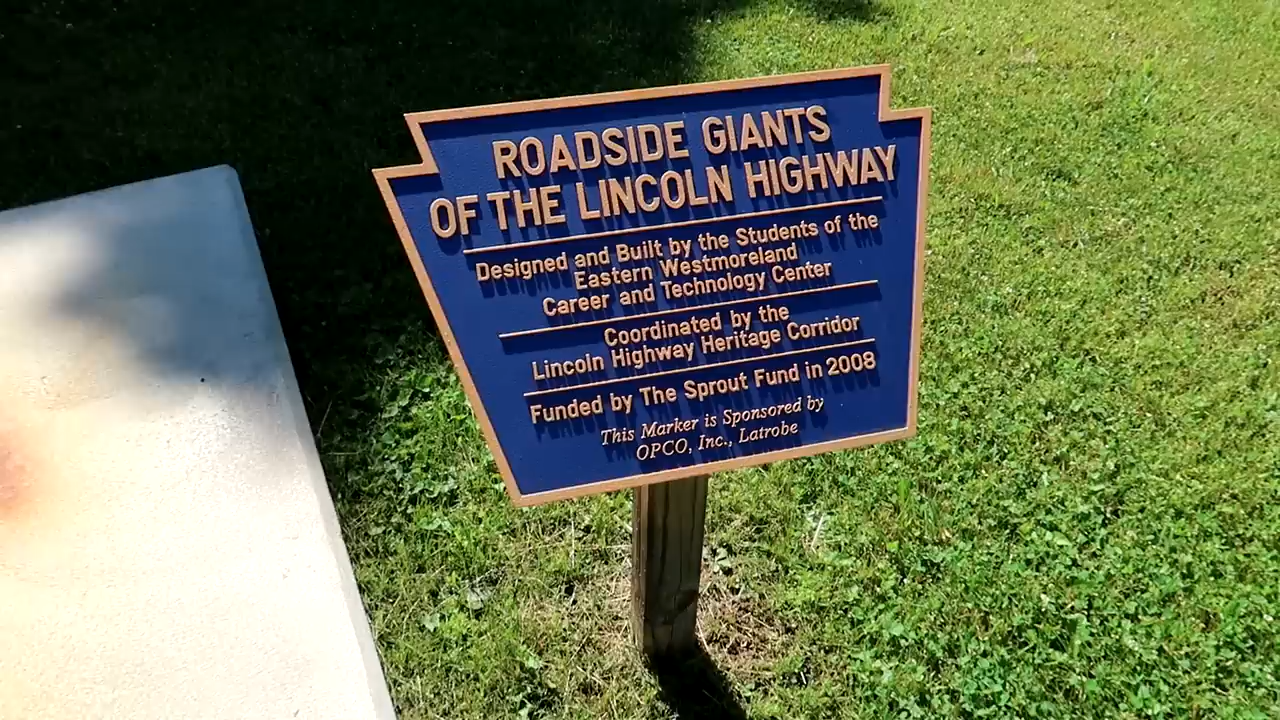 ROADSIDE GIANTS
OF THE LINCOLN HIGHWAY
Designed and Built by the Students of the
Eastern Westmoreland
Career and Technology Center
Coordinated by the
Lincoln Highway Heritage Corridor
Funded by The Sprout Fund in 2008
This Marker is Sponsored by
OPCO, Inc., Latrobe